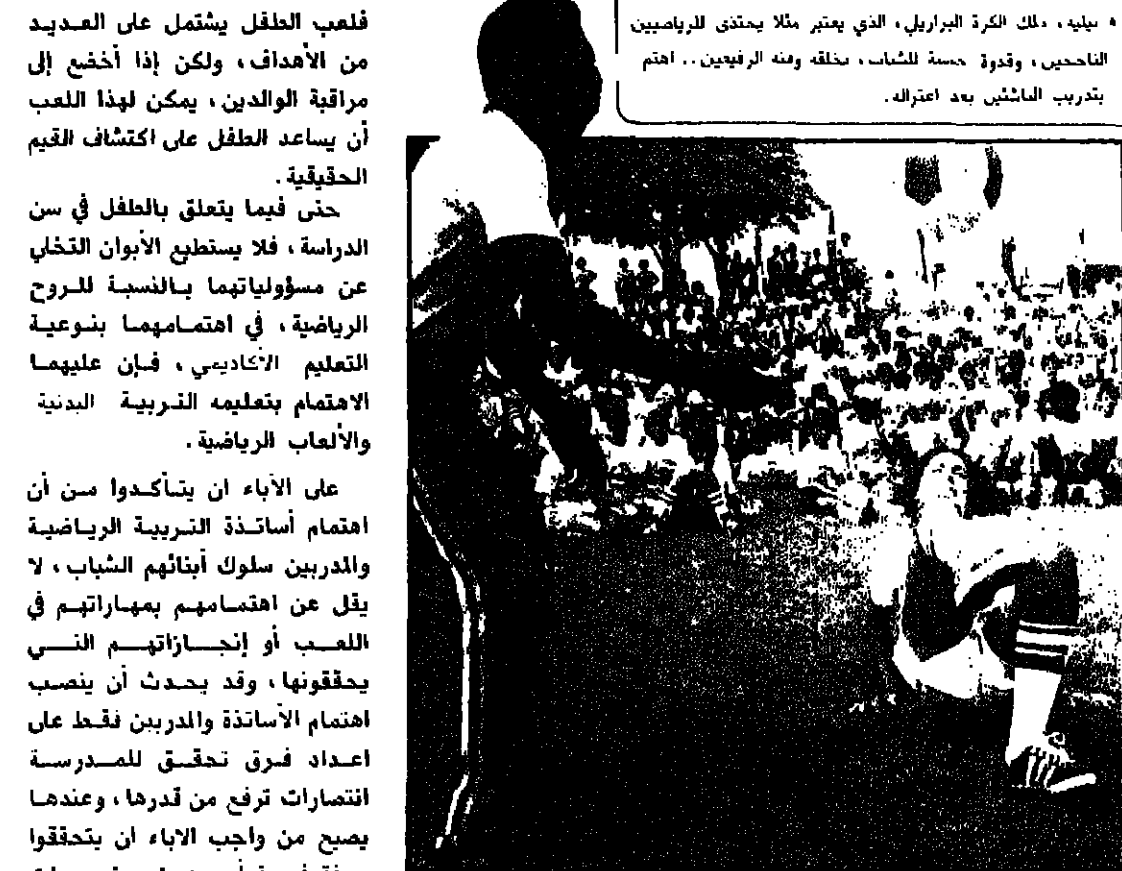 فلعب الطفل يشتمل على العديد
من الأهداف، ولكن إذا أخضع إلى
مراقبة الوالدين، يمكن لهذا اللعب
أن يساعد الطفل على اكتشاف القيم
الحقيقية.
حتى فيما يتعلق بالطفل في سن
الدراسة، فلا يستطيع الأبوان التخلي
عن مسؤولياتهما بالنسبة للروح
الرياضية، في اهتمامهما بنوعية
التعليم الأكاديمي، فإن عليهما
الاهتمام بتعليمه التربية البدنية
والألعاب الرياضية.
على الآباء ان يتأكدوا من أن
اهتمام أساتذة التربية الرياضية
والمدربين سلوك أبنائهم الشباب، لا
يقل عن اهتمامهم بمهاراتهم في
اللعب أو إنجازاتهم التي
يحققونها، وقد يحدث أن ينصب
اهتمام الأساتذة والمدربين فقط على
اعداد فرق تحقق للمدرسة
انتصارات ترفع من قدرها، وعندها
يصبح من واجب الاباء ان يتحققوا
• بيليه، ملك الكرة البرازيلي، الذي يعتبر مثلا يحتذى للرياضيين
الناجحين، وقدوة حسنة للشباب، بخلقه وفنه الرفيعين.. اهتم
بتدريب الناشئين بعد اعتزاله.